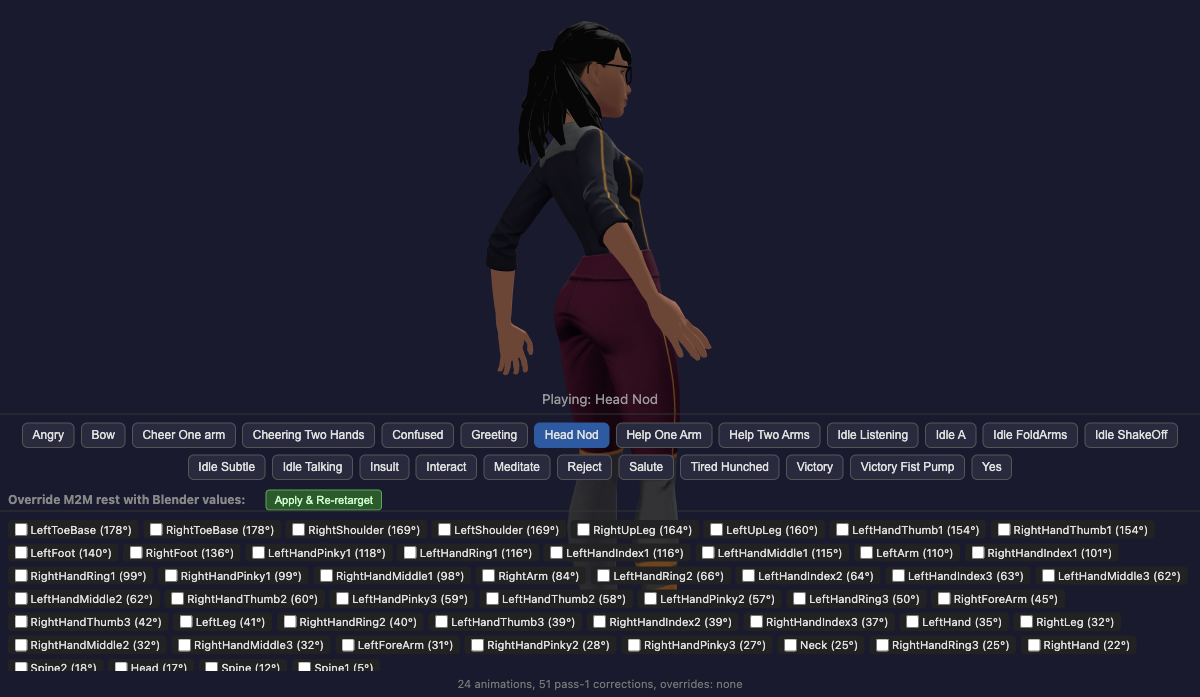 Playing: Head Nod
Angry Bow Cheer One arm Cheering Two Hands Confused Greeting Head Nod Help One Arm Help Two Arms Idle Listening Idle A Idle FoldArms Idle ShakeOff
Idle Subtle Idle Talking Insult Interact Meditate Reject Salute Tired Hunched Victory Victory Fist Pump Yes
Override M2M rest with Blender values: Apply & Re-retarget
LeftToeBase (178°) RightToeBase (178°) RightShoulder (169°) LeftShoulder (169°) RightUpLeg (164°) LeftUpLeg (160°) LeftHandThumb1 (154°) RightHandThumb1 (154°)
LeftFoot (140°) RightFoot (136°) LeftHandPinky1 (118°) LeftHandRing1 (116°) LeftHandIndex1 (116°) LeftHandMiddle1 (115°) LeftArm (110°) RightHandIndex1 (101°)
RightHandRing1 (99°) RightHandPinky1 (99°) RightHandMiddle1 (98°) RightArm (84°) LeftHandRing2 (66°) LeftHandIndex2 (64°) LeftHandIndex3 (63°) LeftHandMiddle3 (62°)
LeftHandMiddle2 (62°) RightHandThumb2 (60°) LeftHandPinky3 (59°) LeftHandThumb2 (58°) LeftHandPinky2 (57°) LeftHandRing3 (50°) RightForeArm (45°)
RightHandThumb3 (42°) LeftLeg (41°) RightHandRing2 (40°) LeftHandThumb3 (39°) RightHandIndex2 (39°) RightHandIndex3 (37°) LeftHand (35°) RightLeg (32°)
RightHandMiddle2 (32°) RightHandMiddle3 (32°) LeftForeArm (31°) RightHandPinky2 (28°) RightHandPinky3 (27°) Neck (25°) RightHandRing3 (25°) RightHand (22°)
Spine2 (18°) Head (17°) Spine (12°) Spine1 (5°)
24 animations, 51 pass-1 corrections, overrides: none